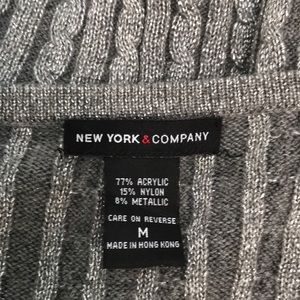 NEW YORK & COMPANY
77% ACRYLIC
15% NYLON
8% METALLIC
CARE ON REVERSE
M
MADE IN HONG KONG